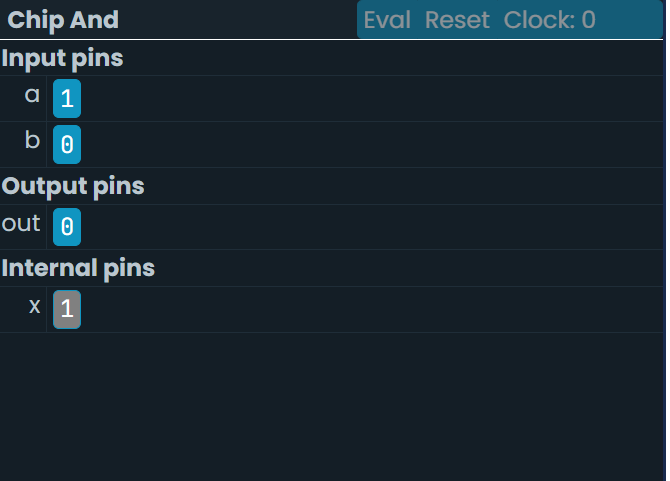 Chip And Eval Reset Clock: 0
Input pins
a 1
b 0
Output pins
out 0
Internal pins
x 1